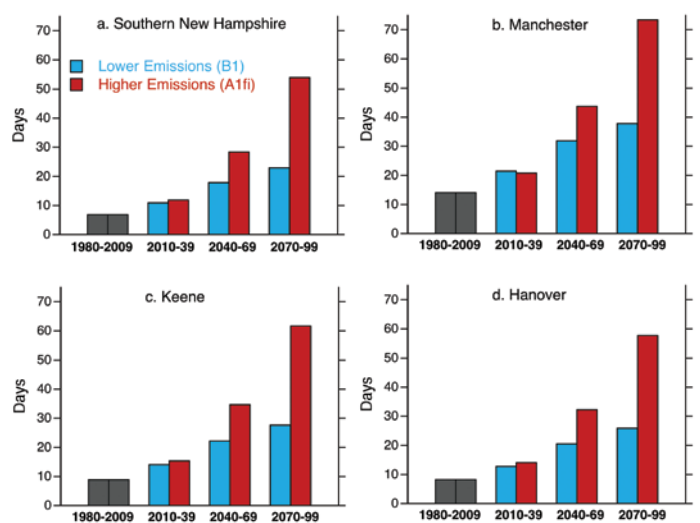 a. Southern New Hampshire
Lower Emissions (B1)
Higher Emissions (A1fi)
Days
70
60
50
40
30
20
10
0
1980-2009 2010-39 2040-69 2070-99
b. Manchester
Days
70
60
50
40
30
20
10
0
1980-2009 2010-39 2040-69 2070-99
c. Keene
Days
70
60
50
40
30
20
10
0
1980-2009 2010-39 2040-69 2070-99
d. Hanover
Days
70
60
50
40
30
20
10
0
1980-2009 2010-39 2040-69 2070-99